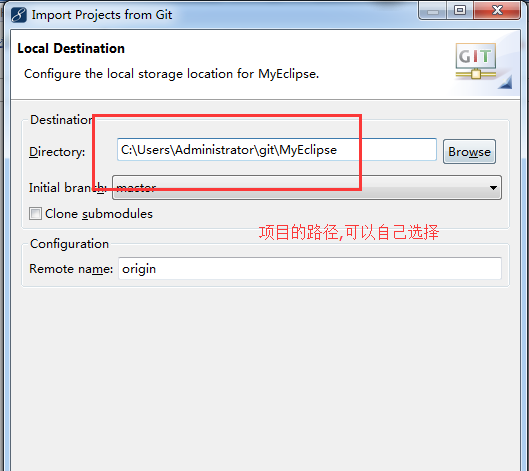 Import Projects from Git
Local Destination
Configure the local storage location for MyEclipse.
GIT
Destination
Directory:
C:\Users\Administrator\git\MyEclipse
Browse
Initial branch:
master
Clone submodules
项目的路径,可以自己选择
Configuration
Remote name:
origin